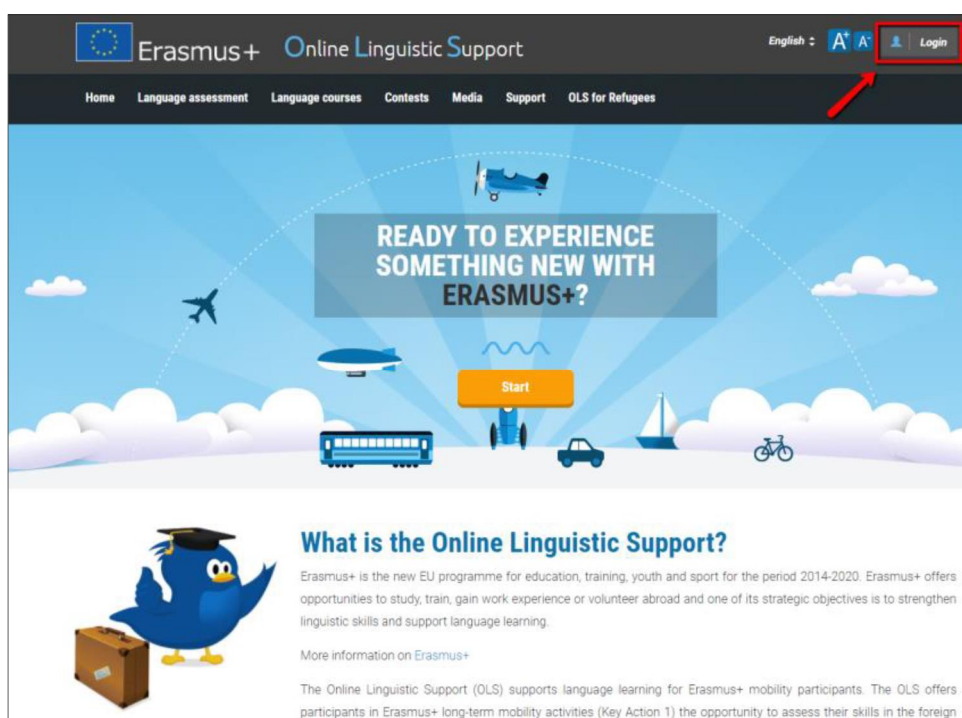 Erasmus+ Online Linguistic Support English A+ A- Login
Home Language assessment Language courses Contests Media Support OLS for Refugees
READY TO EXPERIENCE
SOMETHING NEW WITH
ERASMUS+?
Start
What is the Online Linguistic Support?
Erasmus+ is the new EU programme for education, training, youth and sport for the period 2014-2020. Erasmus+ offers
opportunities to study, train, gain work experience or volunteer abroad and one of its strategic objectives is to strengthen
linguistic skills and support language learning.
More information on Erasmus+
The Online Linguistic Support (OLS) supports language learning for Erasmus+ mobility participants. The OLS offers
participants in Erasmus+ long-term mobility activities (Key Action 1) the opportunity to assess their skills in the foreign